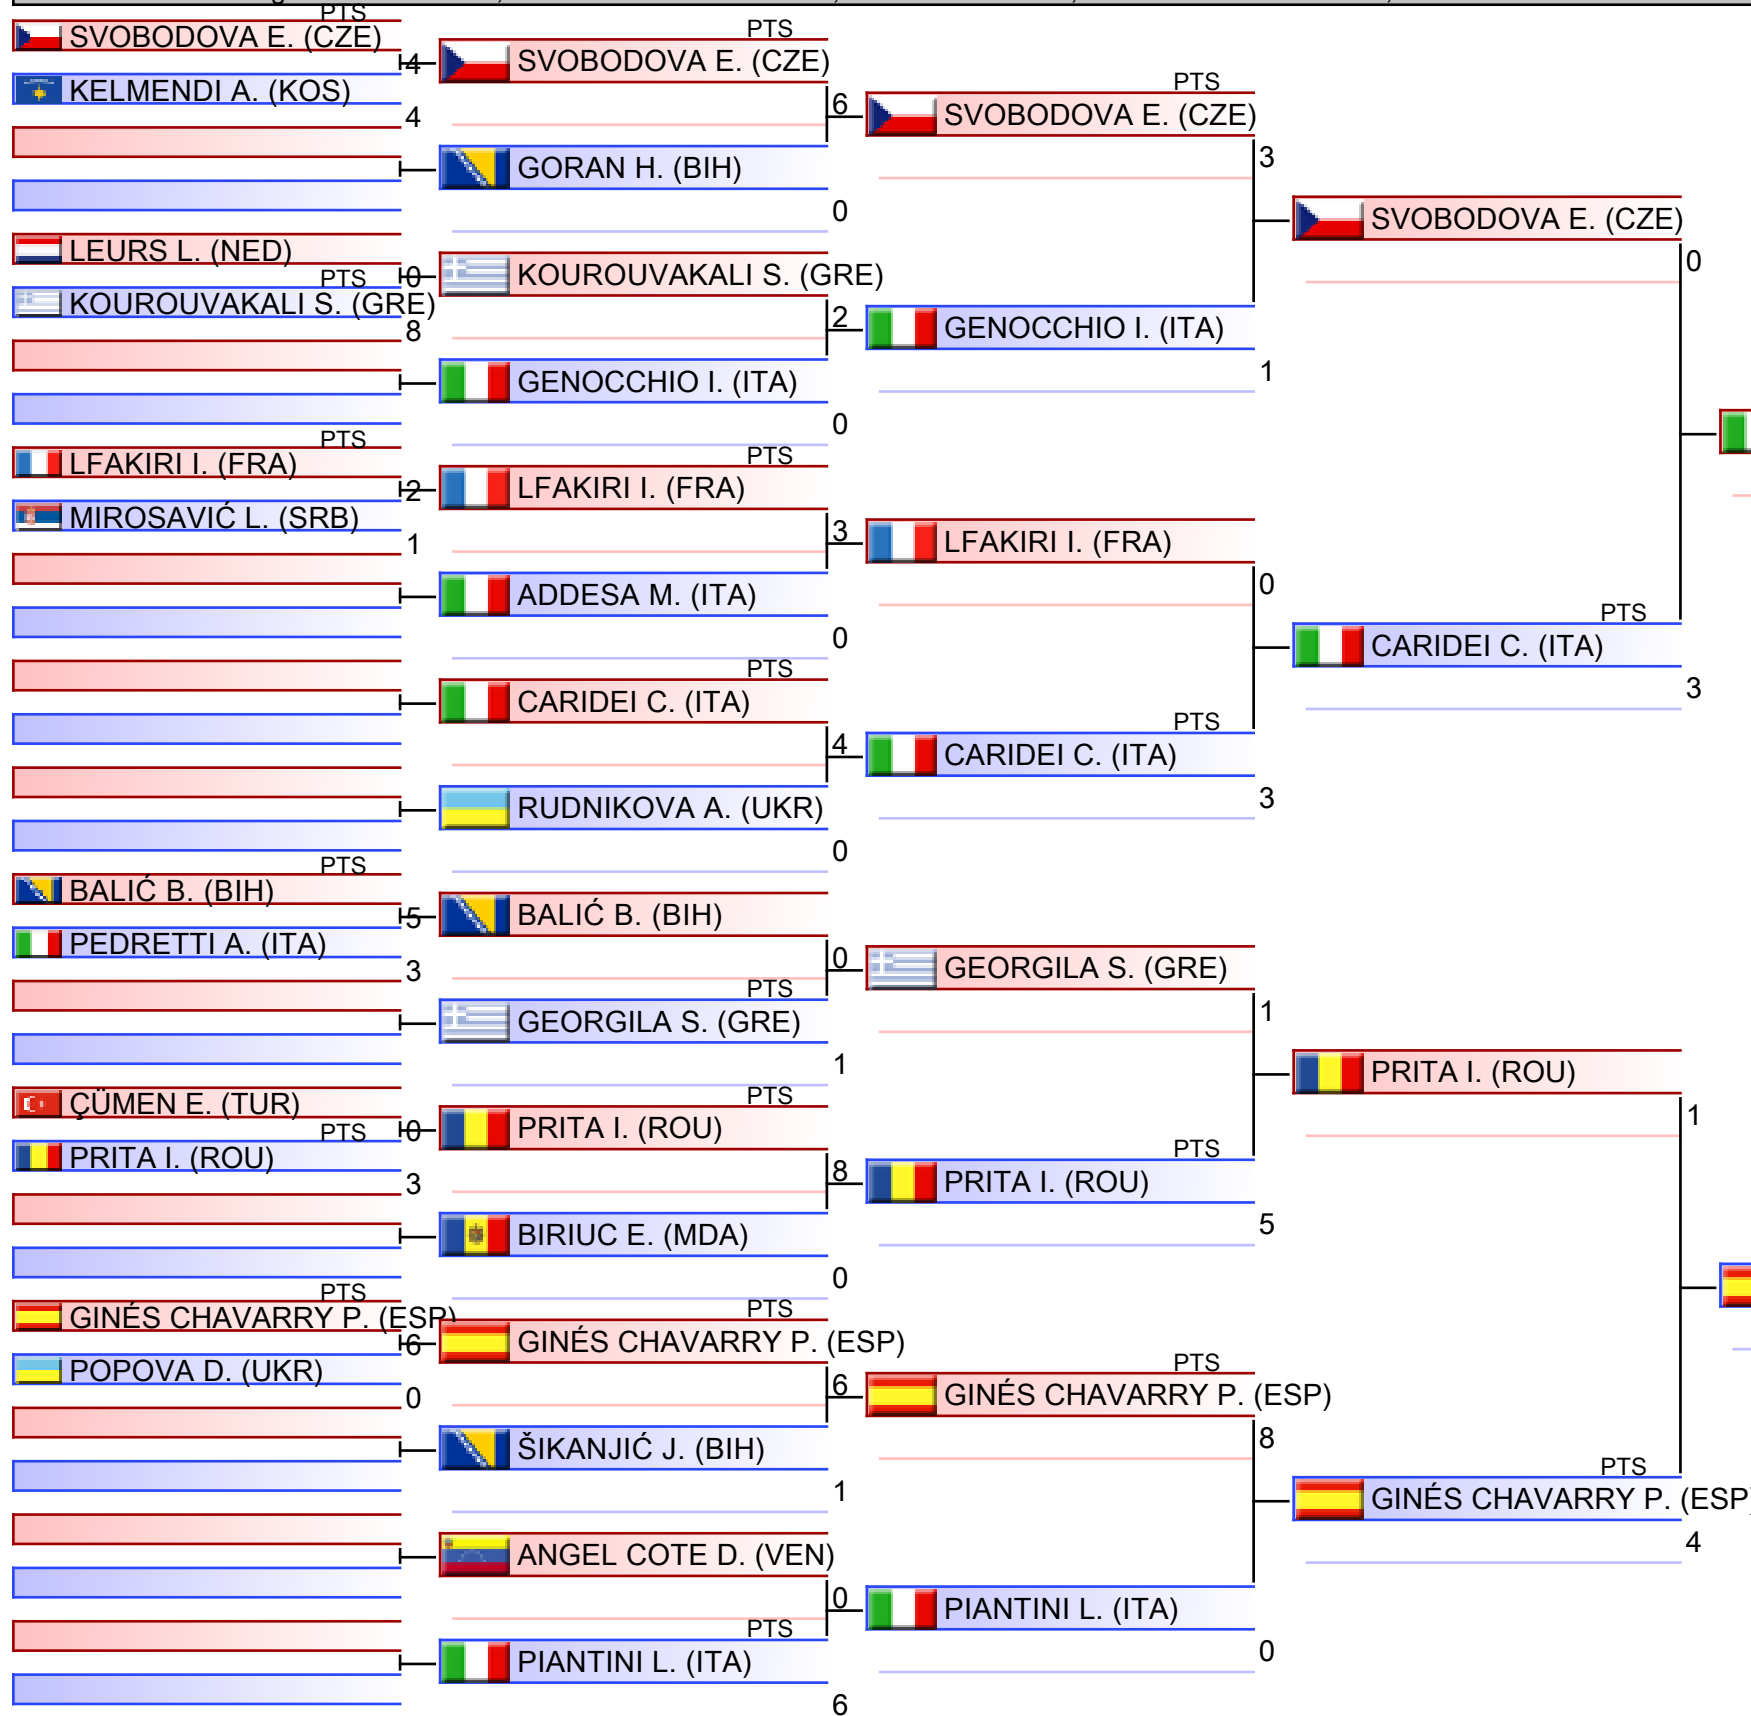 PTS
SVOBODOVA E. (CZE)
4
KELMENDI A. (KOS)
4
LEURS L. (NED)
0
PTS
KOUROUVAKALI S. (GRE)
8
PTS
LFAKIRI I. (FRA)
2
MIROSAVIĆ L. (SRB)
1
PTS
BALIĆ B. (BIH)
5
PEDRETTI A. (ITA)
3
ÇÜMEN E. (TUR)
0
PTS
PRITA I. (ROU)
3
PTS
GINÉS CHAVARRY P. (ESP)
6
POPOVA D. (UKR)
0
PTS
SVOBODOVA E. (CZE)
6
GORAN H. (BIH)
0
KOUROUVAKALI S. (GRE)
2
GENOCCHIO I. (ITA)
0
PTS
LFAKIRI I. (FRA)
3
ADDESA M. (ITA)
0
PTS
CARIDEI C. (ITA)
4
RUDNIKOVA A. (UKR)
0
BALIĆ B. (BIH)
0
PTS
GEORGILA S. (GRE)
1
PTS
PRITA I. (ROU)
8
BIRIUC E. (MDA)
0
PTS
GINÉS CHAVARRY P. (ESP)
6
ŠIKANJIĆ J. (BIH)
1
ANGEL COTE D. (VEN)
0
PTS
PIANTINI L. (ITA)
6
PTS
SVOBODOVA E. (CZE)
3
GENOCCHIO I. (ITA)
1
LFAKIRI I. (FRA)
0
PTS
CARIDEI C. (ITA)
3
GEORGILA S. (GRE)
1
PTS
PRITA I. (ROU)
5
PTS
GINÉS CHAVARRY P. (ESP)
8
PIANTINI L. (ITA)
0
SVOBODOVA E. (CZE)
0
PTS
CARIDEI C. (ITA)
3
PRITA I. (ROU)
1
PTS
GINÉS CHAVARRY P. (ESP)
4